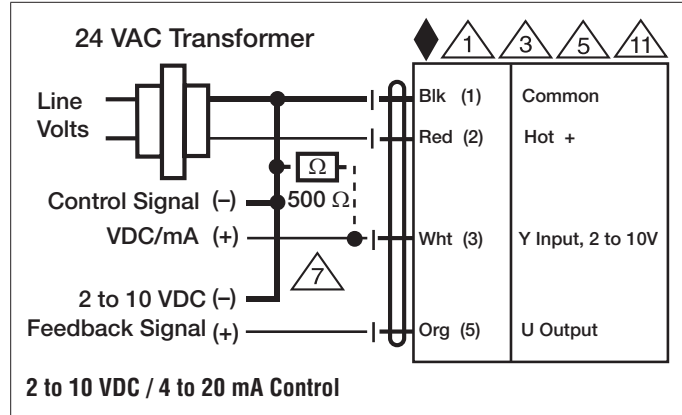 24 VAC Transformer
1 3 5 11
Line
Volts
Blk (1) Common
Red (2) Hot +
Ω
500 Ω
Control Signal (–)
VDC/mA (+)
Wht (3) Y Input, 2 to 10V
7
2 to 10 VDC (–)
Feedback Signal (+)
Org (5) U Output
2 to 10 VDC / 4 to 20 mA Control